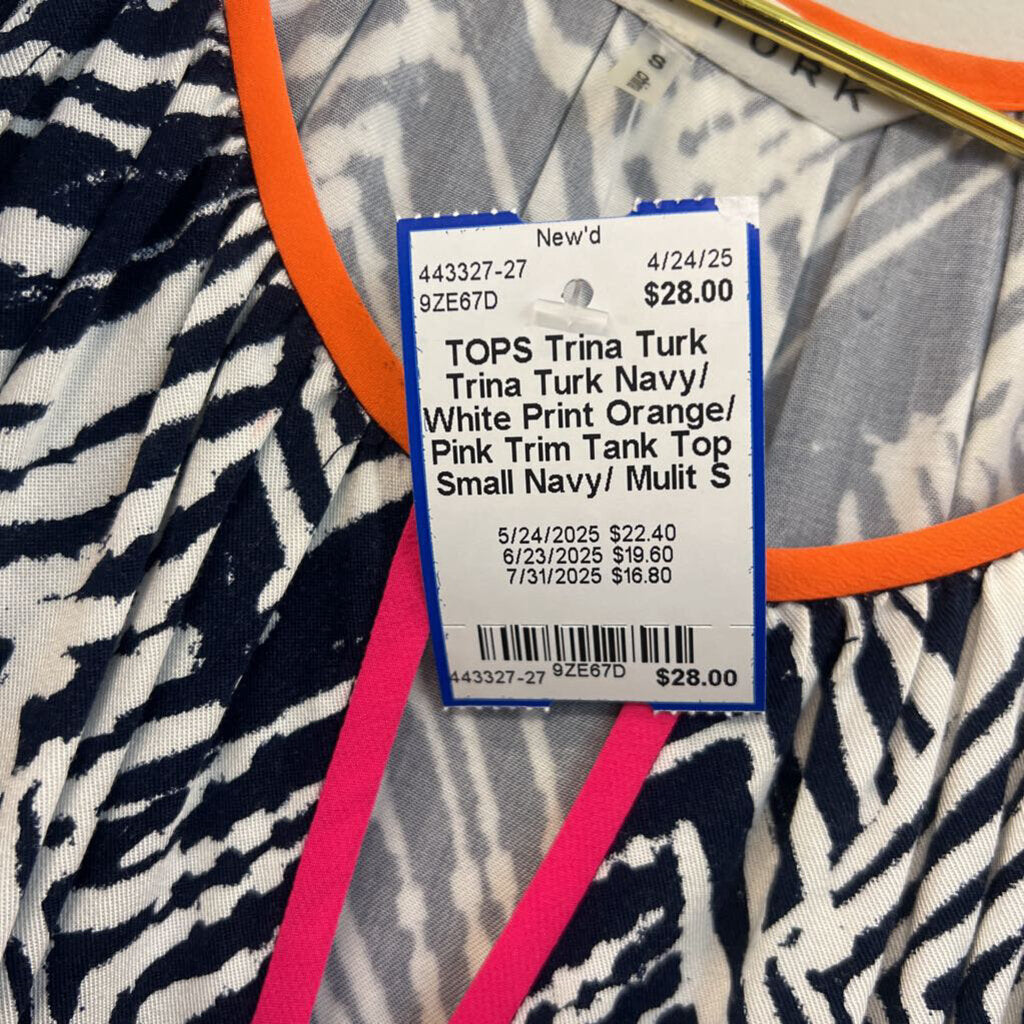 TURK
S
New'd
443327-27 4/24/25
9ZE67D $28.00
TOPS Trina Turk
Trina Turk Navy/
White Print Orange/
Pink Trim Tank Top
Small Navy/ Mulit S
5/24/2025 $22.40
6/23/2025 $19.60
7/31/2025 $16.80
443327-27 9ZE67D $28.00